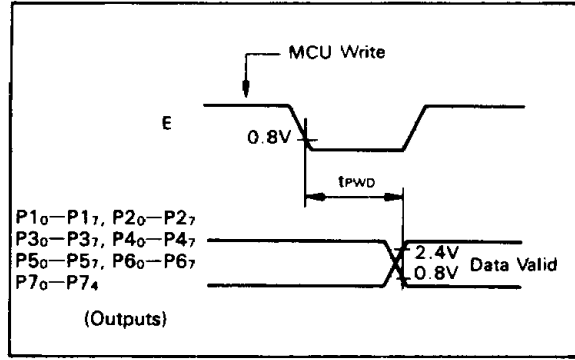 MCU Write
E
0.8V
tPWD
P1₀—P1₇, P2₀—P2₇
P3₀—P3₇, P4₀—P4₇
P5₀—P5₇, P6₀—P6₇
P7₀—P7₄
2.4V
0.8V
Data Valid
(Outputs)